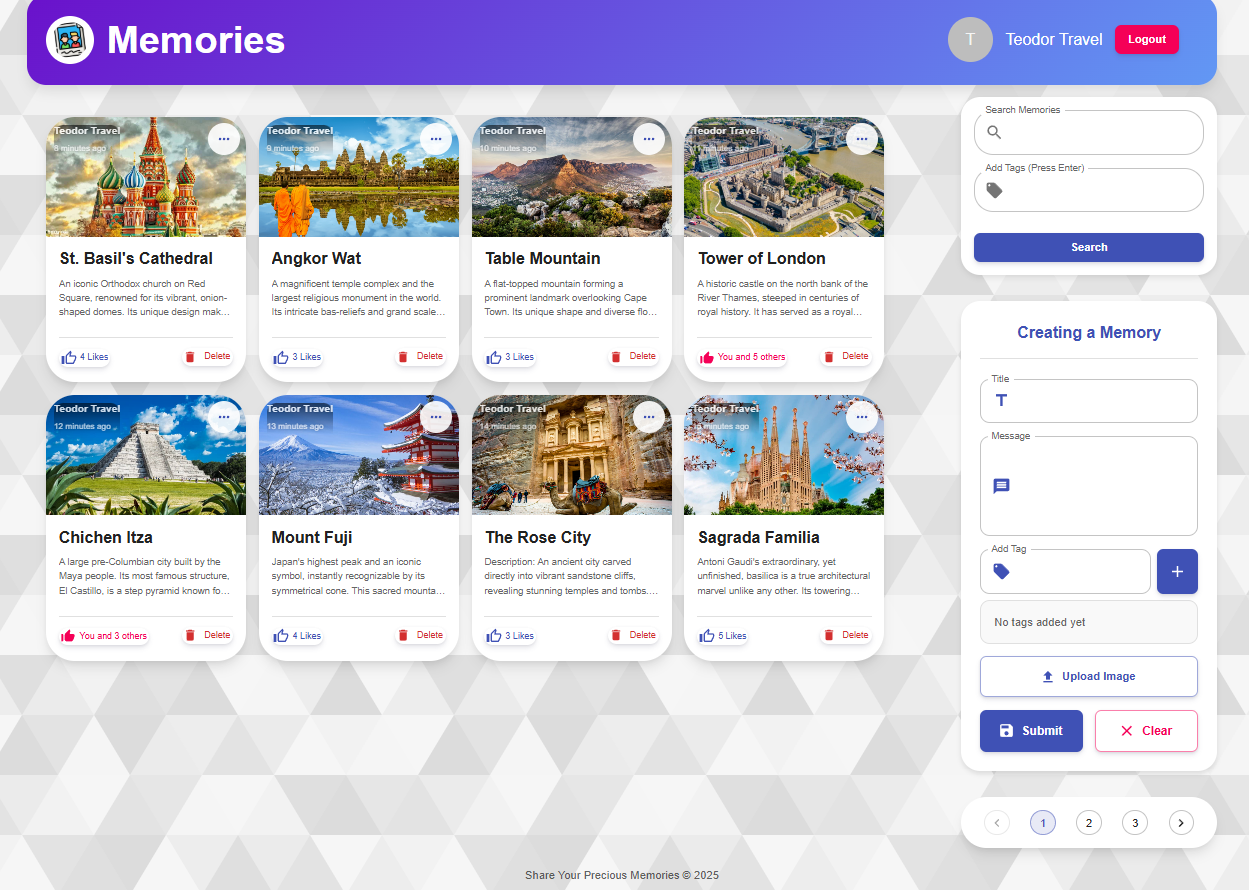 Memories
T
Teodor Travel
Logout
Teodor Travel
8 minutes ago
St. Basil's Cathedral
An iconic Orthodox church on Red
Square, renowned for its vibrant, onion-
shaped domes. Its unique design mak...
4 Likes
Delete
Teodor Travel
9 minutes ago
Angkor Wat
A magnificent temple complex and the
largest religious monument in the world.
Its intricate bas-reliefs and grand scale...
3 Likes
Delete
Teodor Travel
10 minutes ago
Table Mountain
A flat-topped mountain forming a
prominent landmark overlooking Cape
Town. Its unique shape and diverse flo...
3 Likes
Delete
Teodor Travel
11 minutes ago
Tower of London
A historic castle on the north bank of the
River Thames, steeped in centuries of
royal history. It has served as a royal...
You and 5 others
Delete
Teodor Travel
12 minutes ago
Chichen Itza
A large pre-Columbian city built by the
Maya people. Its most famous structure,
El Castillo, is a step pyramid known fo...
You and 3 others
Delete
Teodor Travel
13 minutes ago
Mount Fuji
Japan's highest peak and an iconic
symbol, instantly recognizable by its
symmetrical cone. This sacred mounta...
4 Likes
Delete
Teodor Travel
14 minutes ago
The Rose City
Description: An ancient city carved
directly into vibrant sandstone cliffs,
revealing stunning temples and tombs....
3 Likes
Delete
Teodor Travel
minutes ago
Sagrada Familia
Antoni Gaudí's extraordinary, yet
unfinished, basilica is a true architectural
marvel unlike any other. Its towering...
5 Likes
Delete
Search Memories
Add Tags (Press Enter)
Search
Creating a Memory
Title
Message
Add Tag
No tags added yet
Upload Image
Submit
Clear
1
2
3
Share Your Precious Memories © 2025